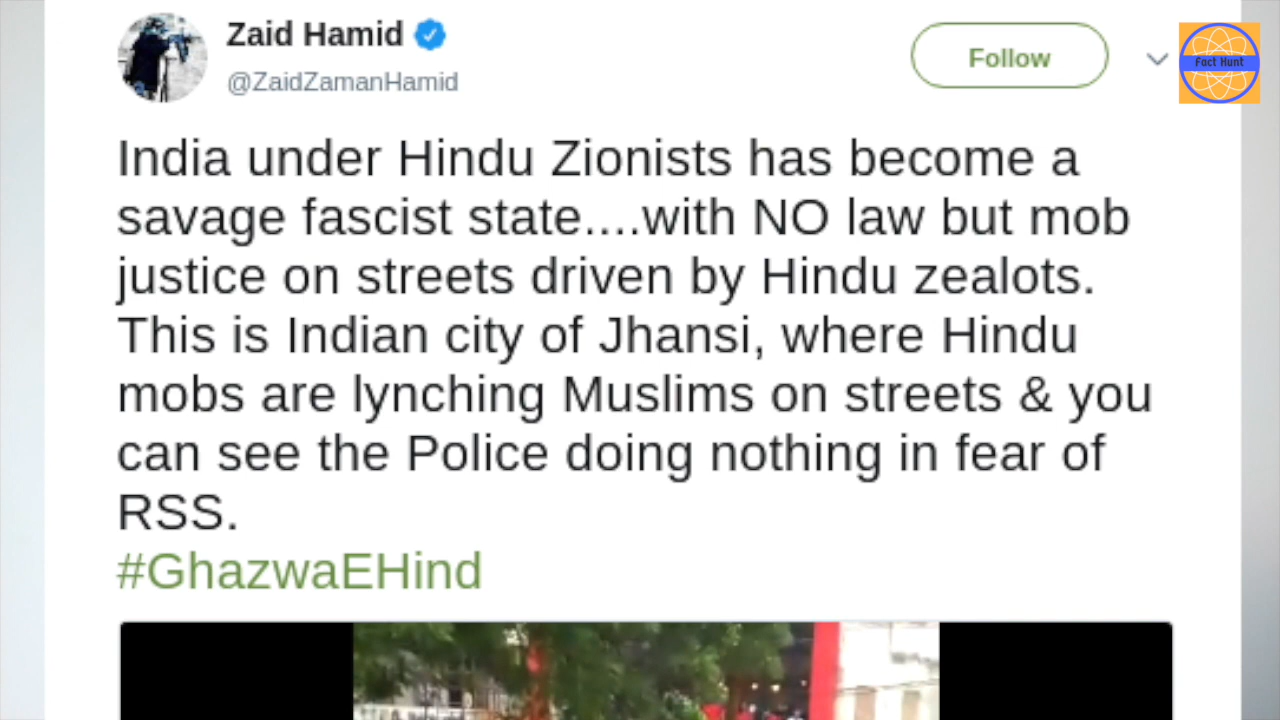 Zaid Hamid
@ZaidZamanHamid
Follow
Fact Hunt
India under Hindu Zionists has become a
savage fascist state....with NO law but mob
justice on streets driven by Hindu zealots.
This is Indian city of Jhansi, where Hindu
mobs are lynching Muslims on streets & you
can see the Police doing nothing in fear of
RSS.
#GhazwaEHind